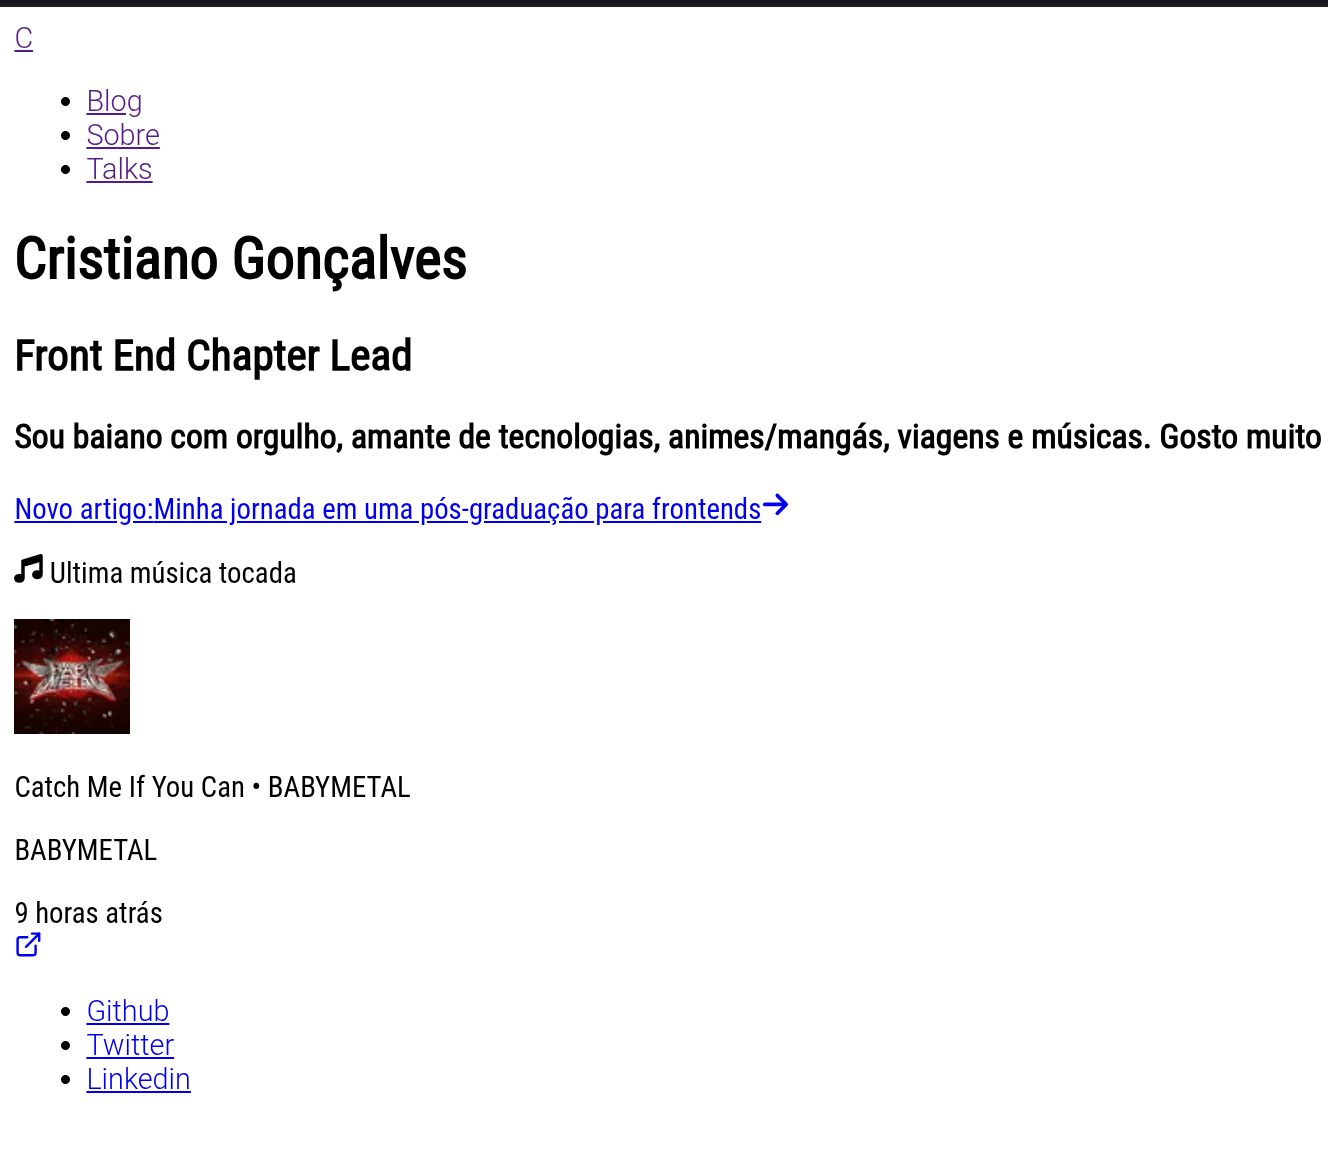 C
Blog
Sobre
Talks
Cristiano Gonçalves
Front End Chapter Lead
Sou baiano com orgulho, amante de tecnologias, animes/mangás, viagens e músicas. Gosto muito
Novo artigo:Minha jornada em uma pós-graduação para frontends
Ultima música tocada
BABYMETAL
Catch Me If You Can • BABYMETAL
BABYMETAL
9 horas atrás
Github
Twitter
Linkedin